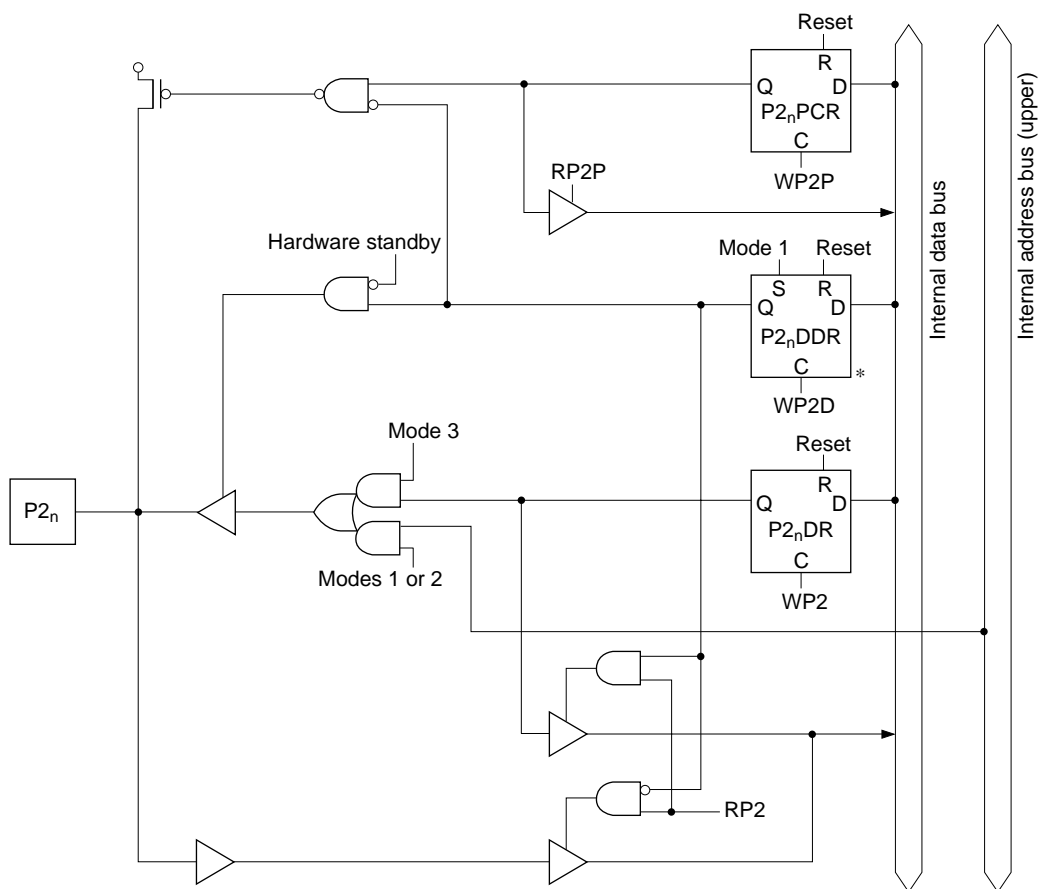 Reset
R
Q
D
P2nPCR
C
WP2P
RP2P
Hardware standby
Mode 1
Reset
S
R
Q
D
P2nDDR
C
*
WP2D
Mode 3
Reset
R
Q
D
P2n
P2nDR
C
Modes 1 or 2
WP2
RP2
Internal data bus
Internal address bus (upper)